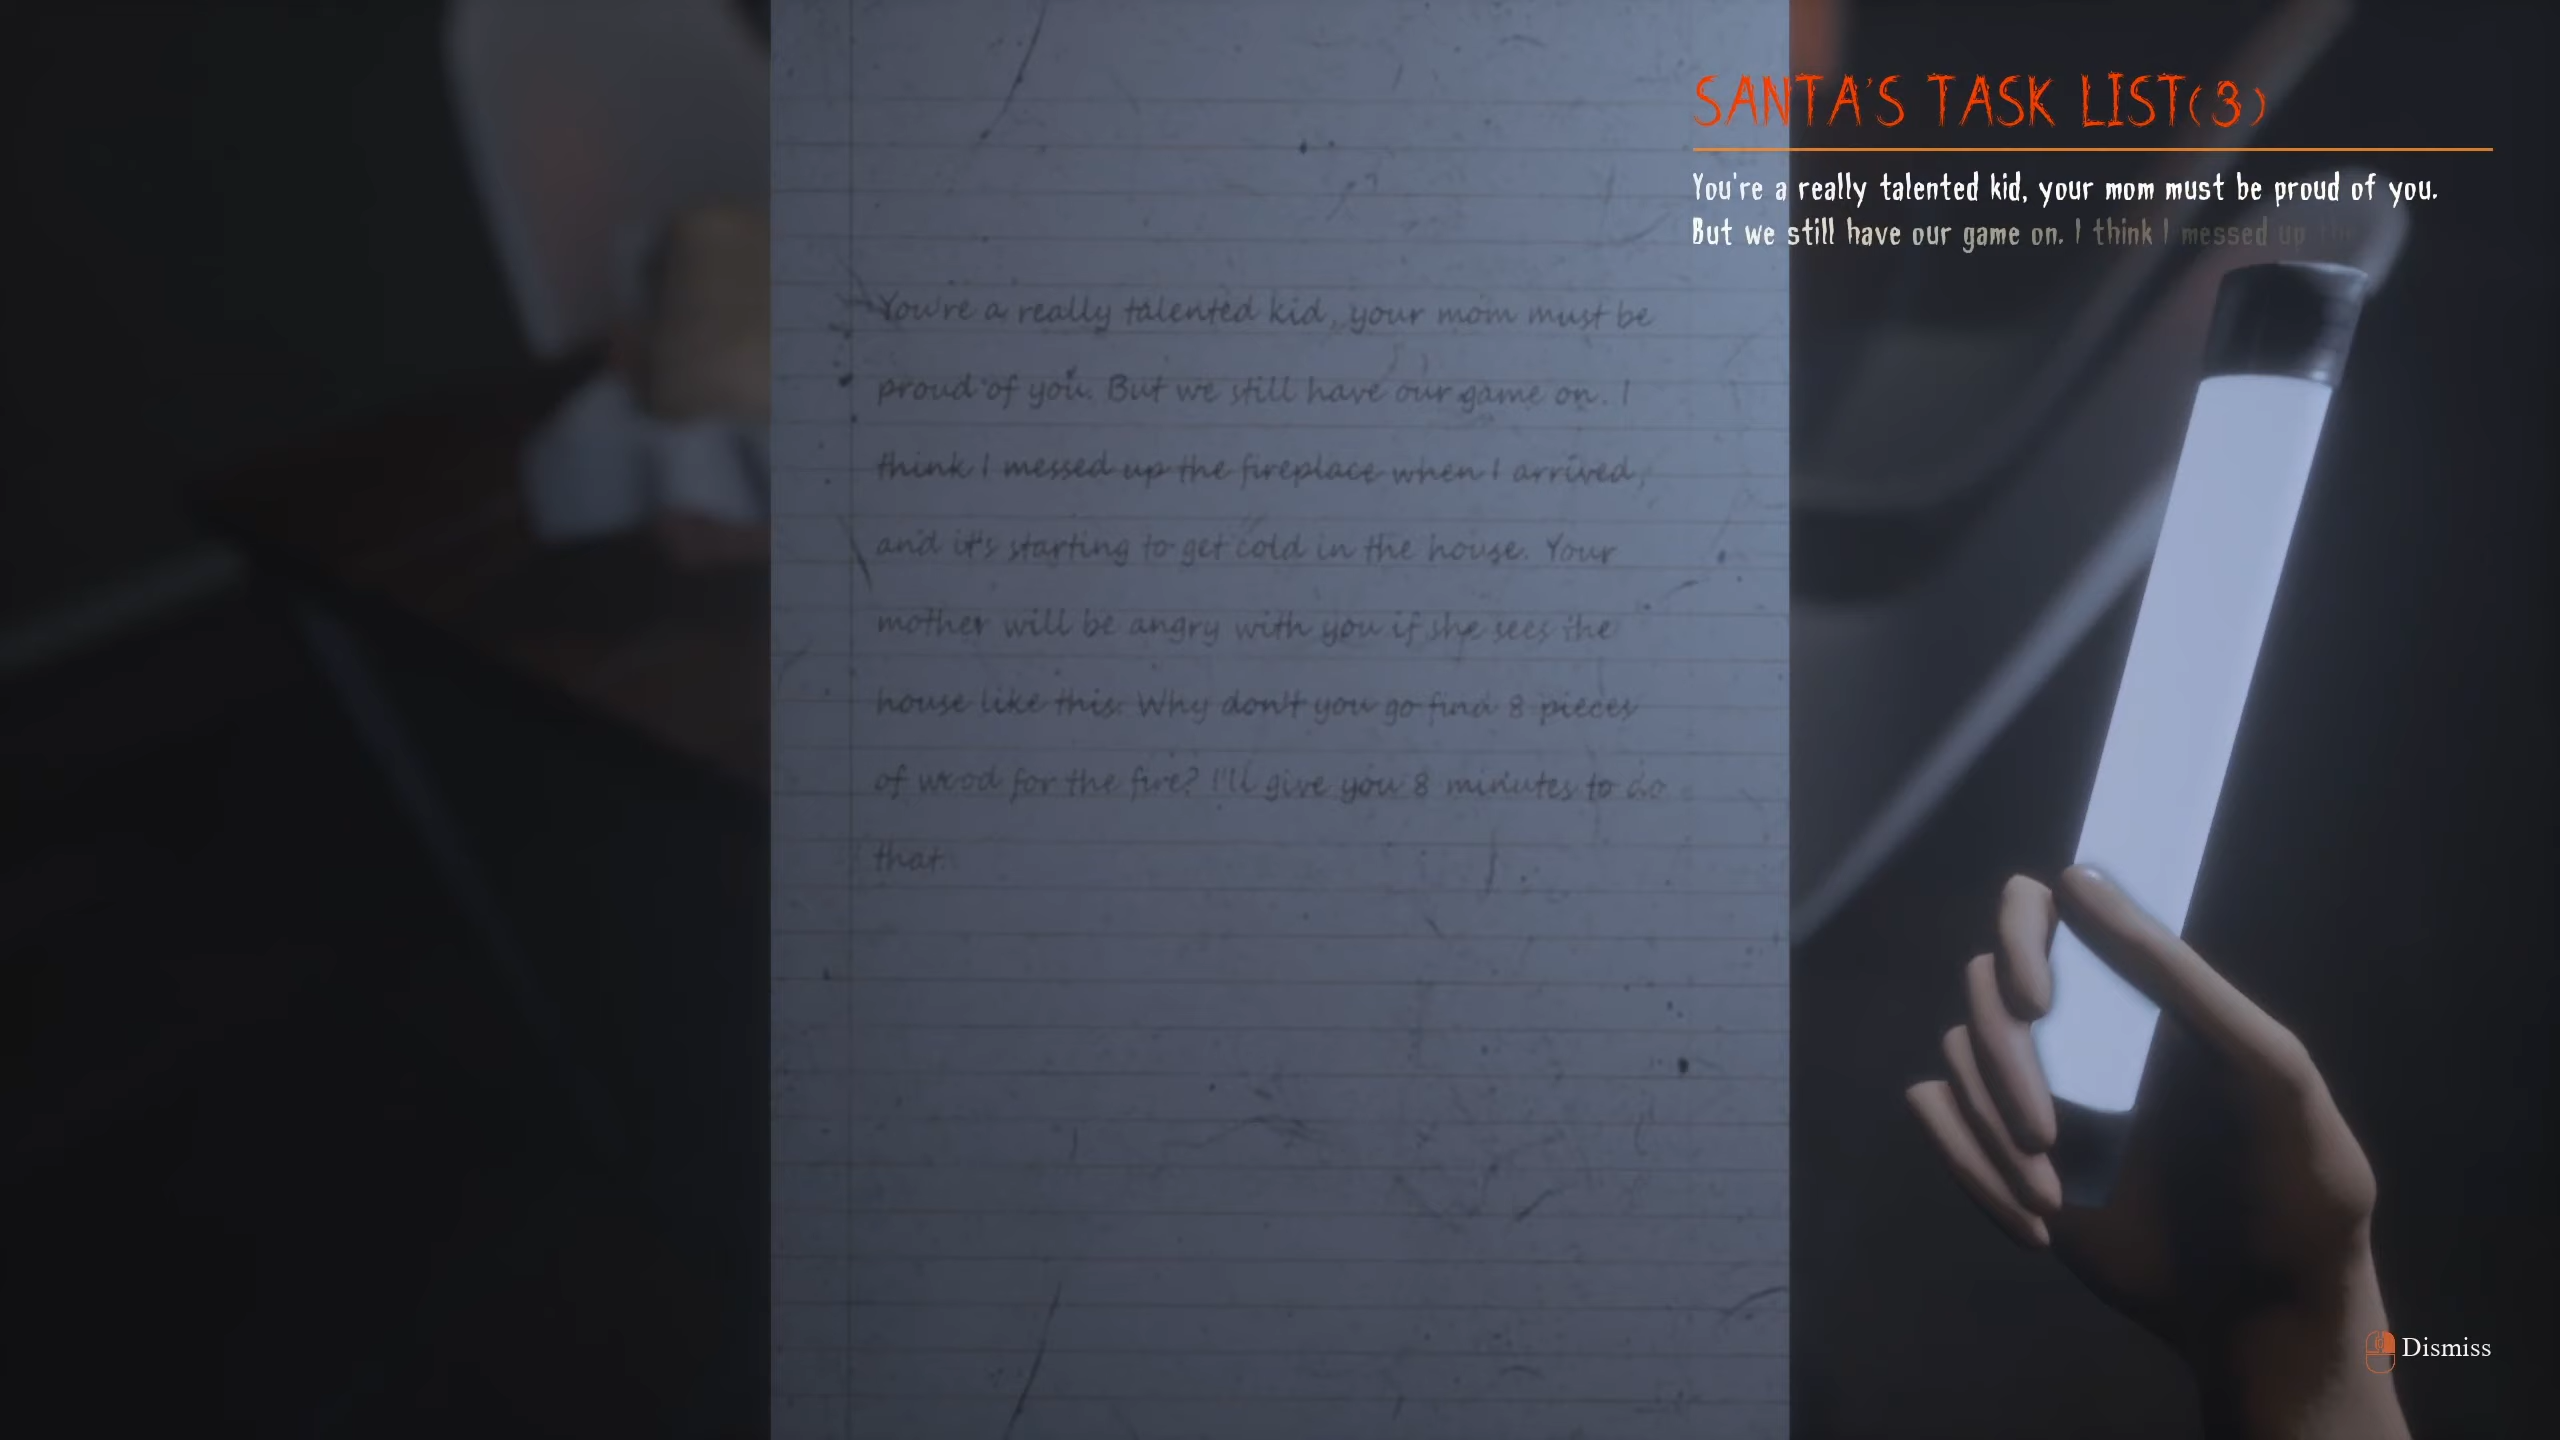 SANTA'S TASK LIST(3)
You're a really talented kid, your mom must be proud of you.
But we still have our game on. I think I messed up the
You're a really talented kid, your mom must be
proud of you. But we still have our game on. I
think I messed up the fireplace when I arrived,
and it's starting to get cold in the house. Your
mother will be angry with you if she sees the
house like this. Why don't you go find 8 pieces
of wood for the fire? I'll give you 8 minutes to do
that.
Dismiss